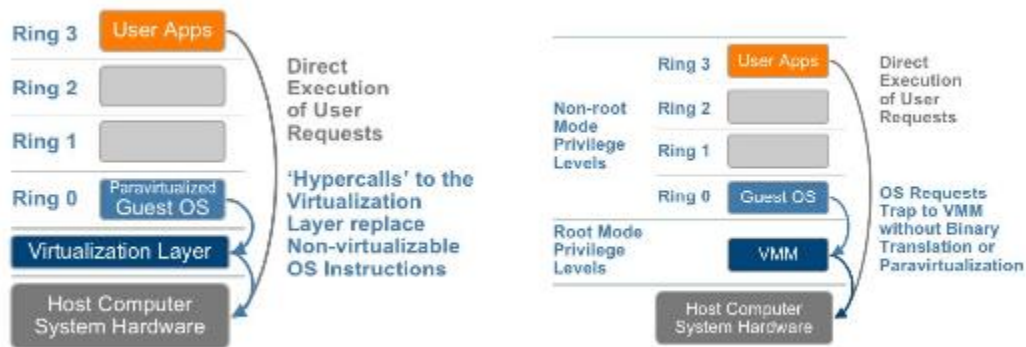 Ring 3
User Apps
Ring 2
Ring 1
Ring 0
Paravirtualized
Guest OS
Virtualization Layer
Host Computer
System Hardware
Direct
Execution
of User
Requests
‘Hypercalls’ to the
Virtualization
Layer replace
Non-virtualizable
OS Instructions
Non-root
Mode
Privilege
Levels
Ring 3
User Apps
Ring 2
Ring 1
Ring 0
Guest OS
Root Mode
Privilege
Levels
VMM
Host Computer
System Hardware
Direct
Execution
of User
Requests
OS Requests
Trap to VMM
without Binary
Translation or
Paravirtualization